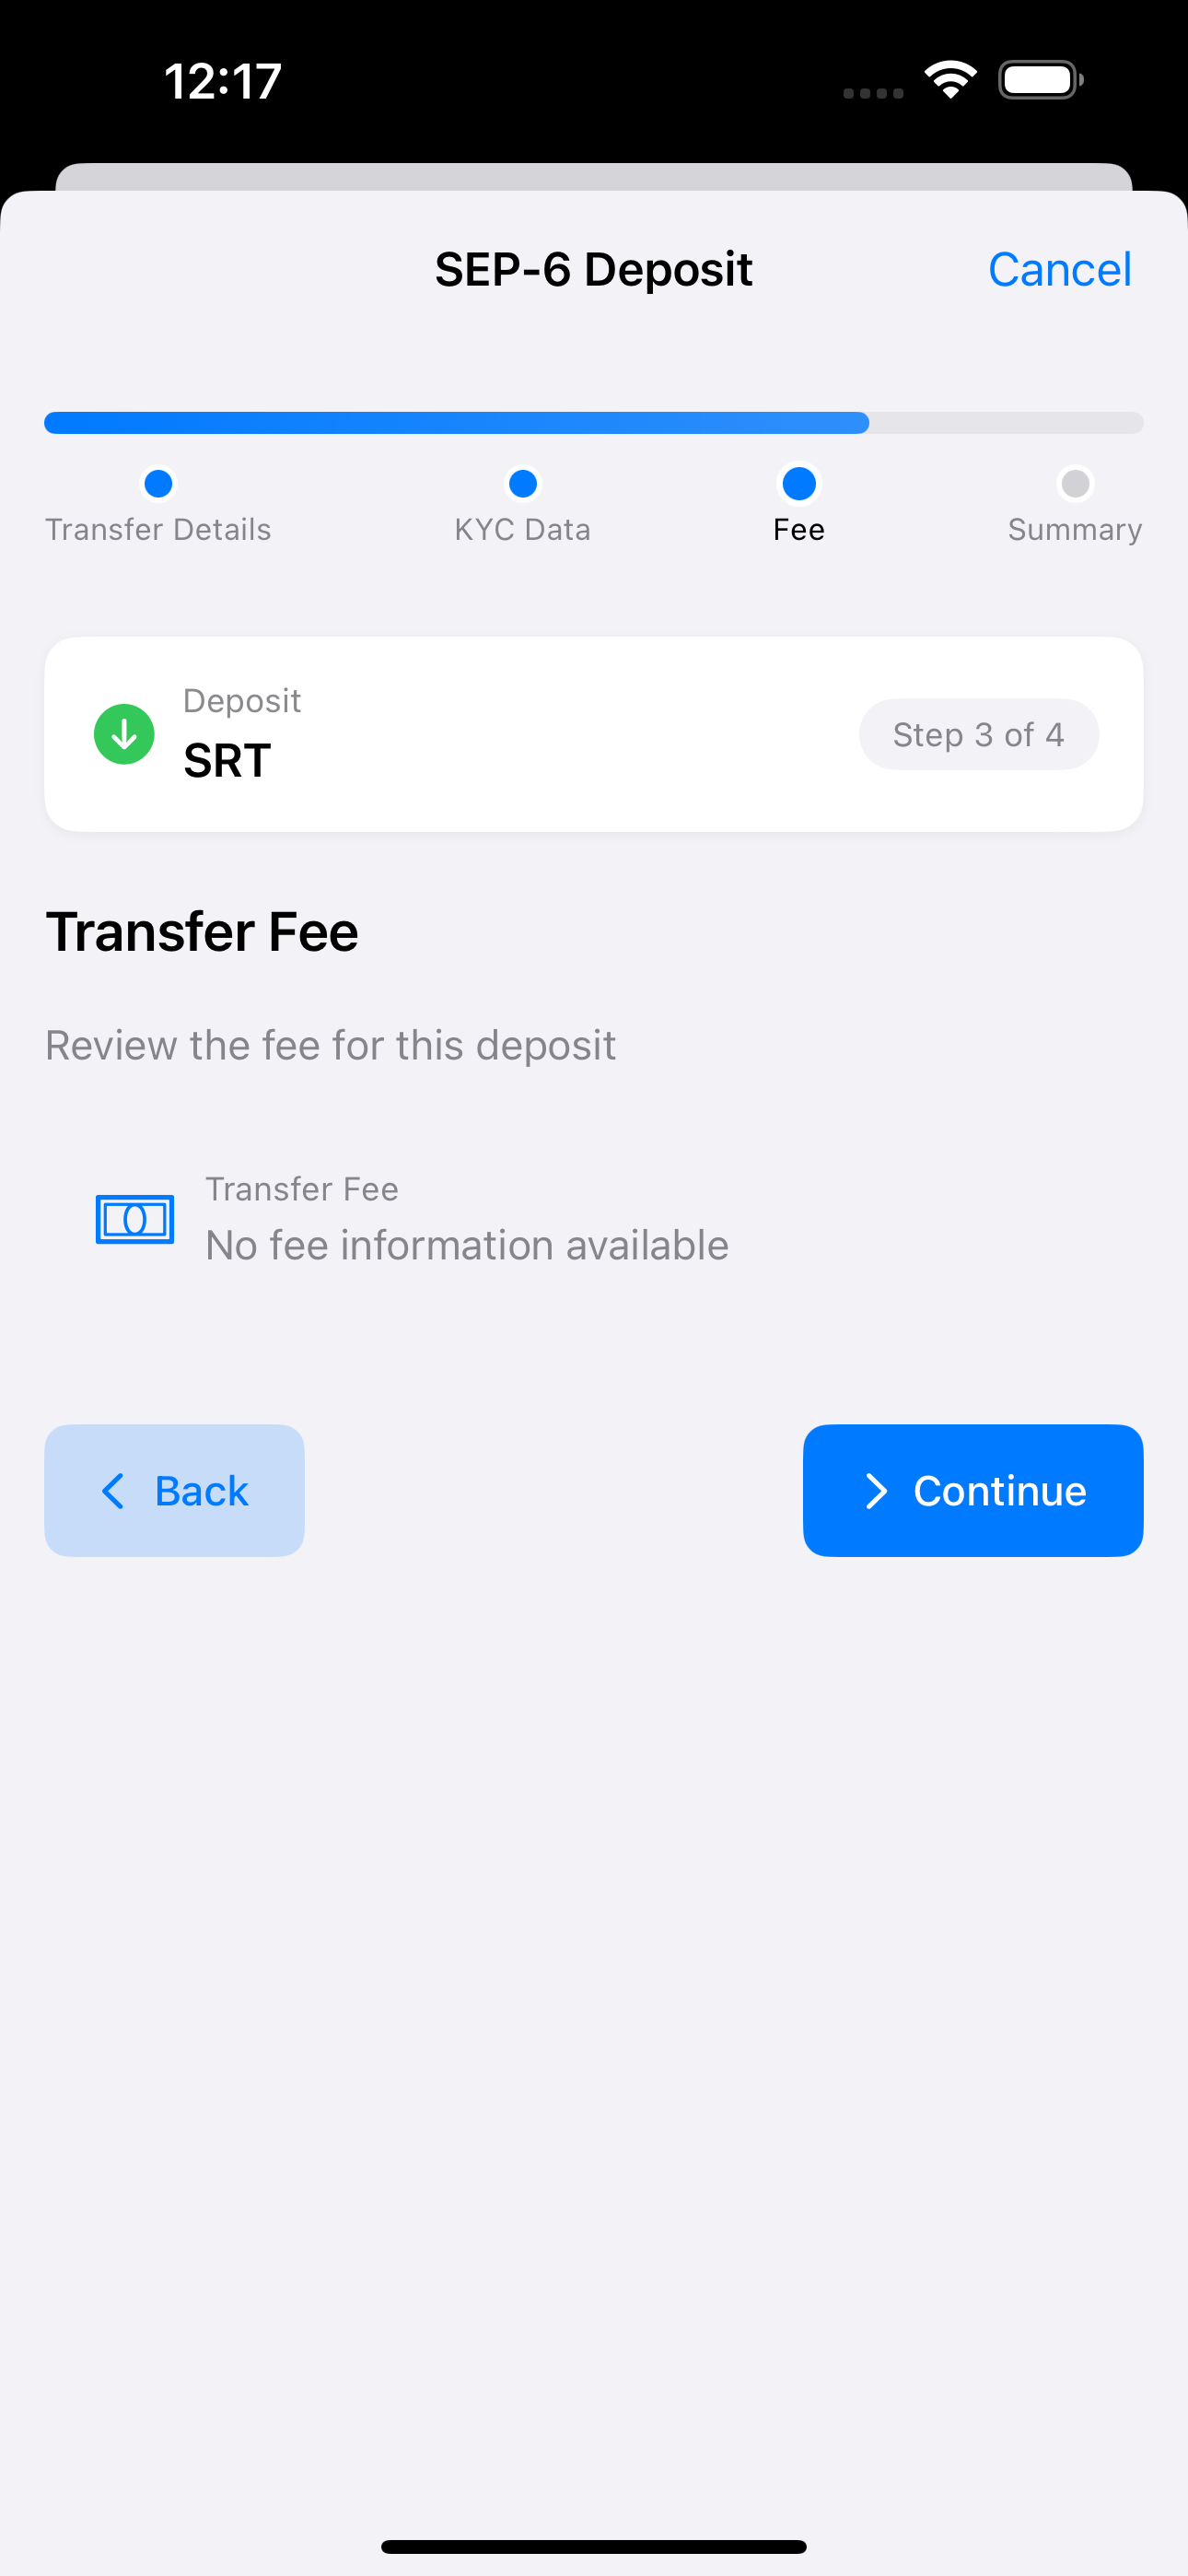 12:17
SEP-6 Deposit
Cancel
Transfer Details
KYC Data
Fee
Summary
Deposit
SRT
Step 3 of 4
Transfer Fee
Review the fee for this deposit
Transfer Fee
No fee information available
Back
Continue